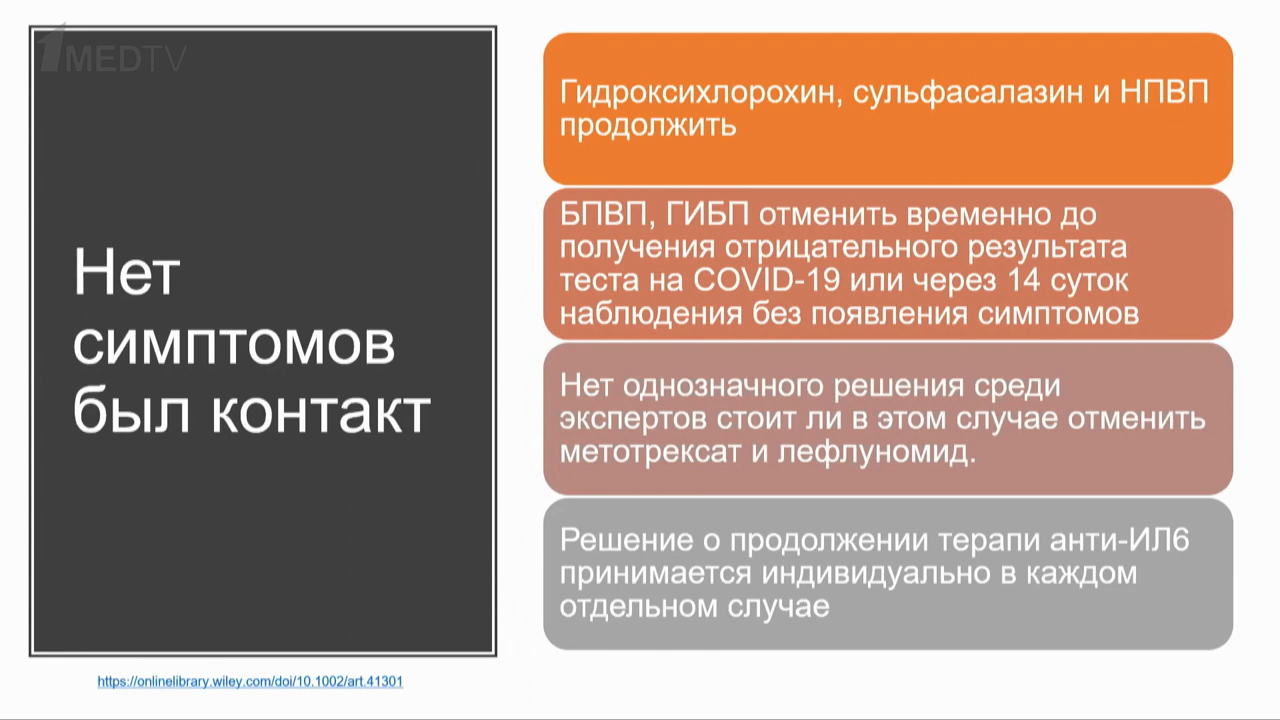 1MEDTV
Нет
симптомов
был контакт
https://onlinelibrary.wiley.com/doi/10.1002/art.41301
Гидроксихлорохин, сульфасалазин и НПВП
продолжить
БПВП, ГИБП отменить временно до
получения отрицательного результата
теста на COVID-19 или через 14 суток
наблюдения без появления симптомов
Нет однозначного решения среди
экспертов стоит ли в этом случае отменить
метотрексат и лефлуномид.
Решение о продолжении терапи анти-ИЛ6
принимается индивидуально в каждом
отдельном случае